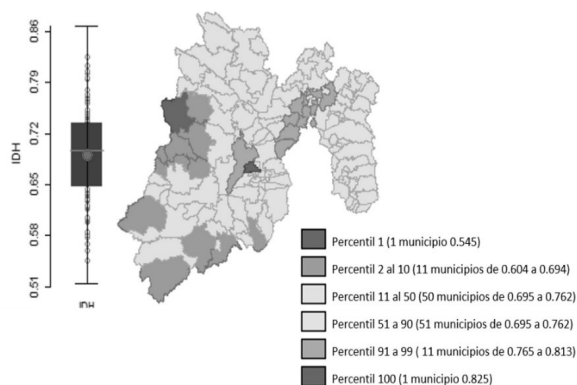 0.86
0.79
0.72
0.65
0.58
0.51
IDH
IDH
Percentil 1 (1 municipio 0.545)
Percentil 2 al 10 (11 municipios de 0.604 a 0.694)
Percentil 11 al 50 (50 municipios de 0.695 a 0.762)
Percentil 51 a 90 (51 municipios de 0.695 a 0.762)
Percentil 91 a 99 ( 11 municipios de 0.765 a 0.813)
Percentil 100 (1 municipio 0.825)